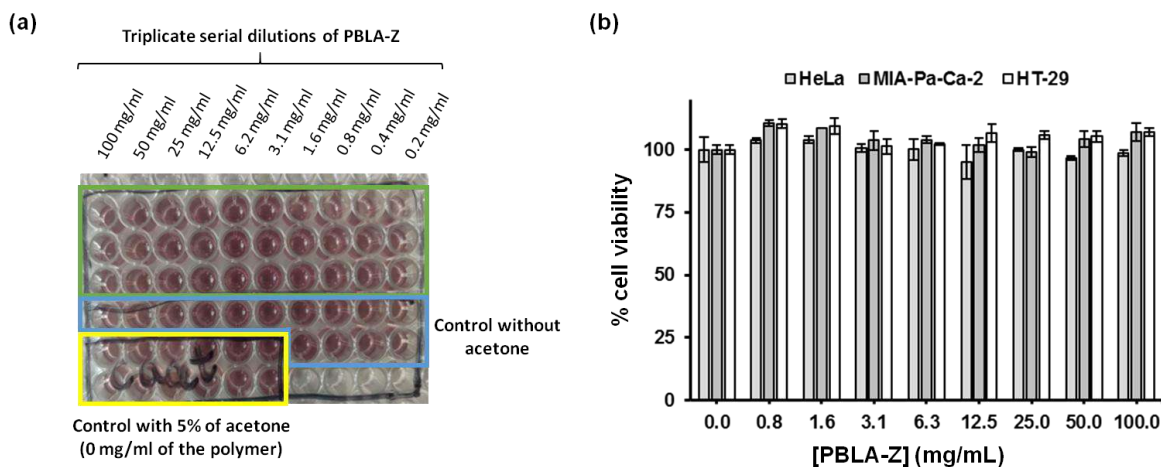 (a)
Triplicate serial dilutions of PBLA-Z
100 mg/ml
50 mg/ml
25 mg/ml
12.5 mg/ml
6.2 mg/ml
3.1 mg/ml
1.6 mg/ml
0.8 mg/ml
0.4 mg/ml
0.2 mg/ml
Control without
acetone
Control with 5% of acetone
(0 mg/ml of the polymer)
(b)
HeLa MIA-Pa-Ca-2 HT-29
% cell viability
100
75
50
25
0
0.0 0.8 1.6 3.1 6.3 12.5 25.0 50.0 100.0
[PBLA-Z] (mg/mL)